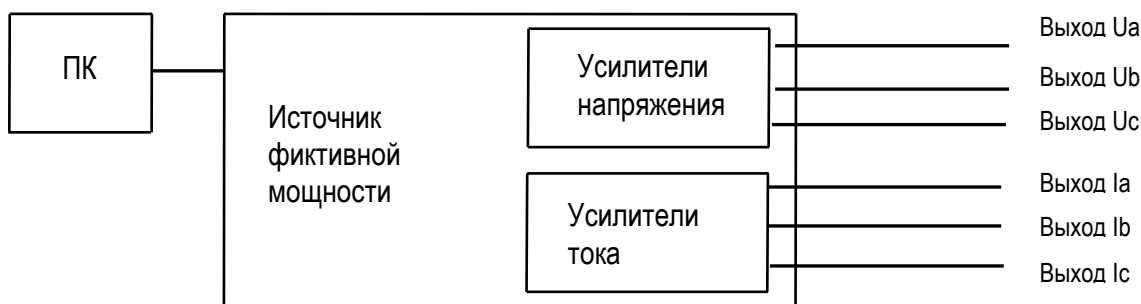 ПК
Источник
фиктивной
мощности
Усилители
напряжения
Усилители
тока
Выход Ua
Выход Ub
Выход Uc
Выход Ia
Выход Ib
Выход Ic